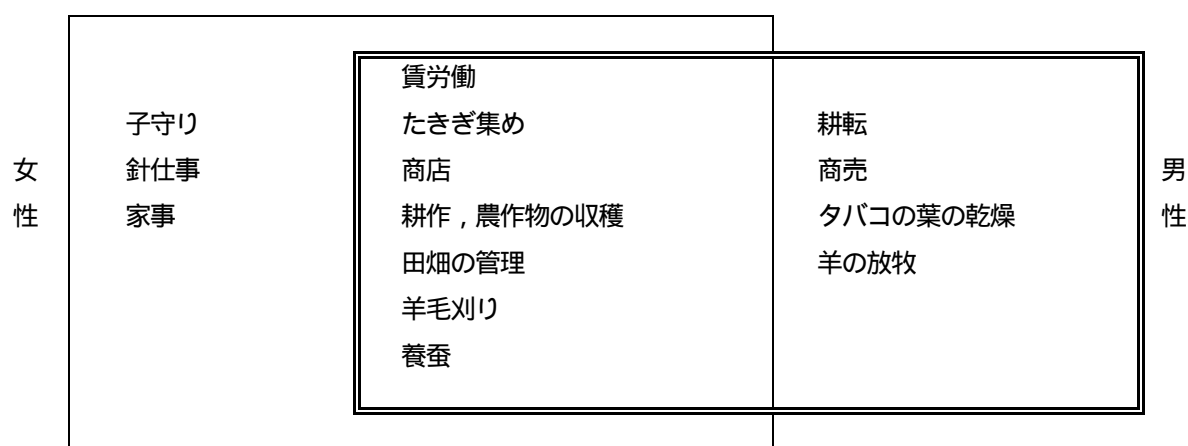 賃労働
子守り たきぎ集め 耕転
女 針仕事 商店 商売 男
性 家事 耕作，農作物の収穫 タバコの葉の乾燥 性
田畑の管理 羊の放牧
羊毛刈り
養蚕